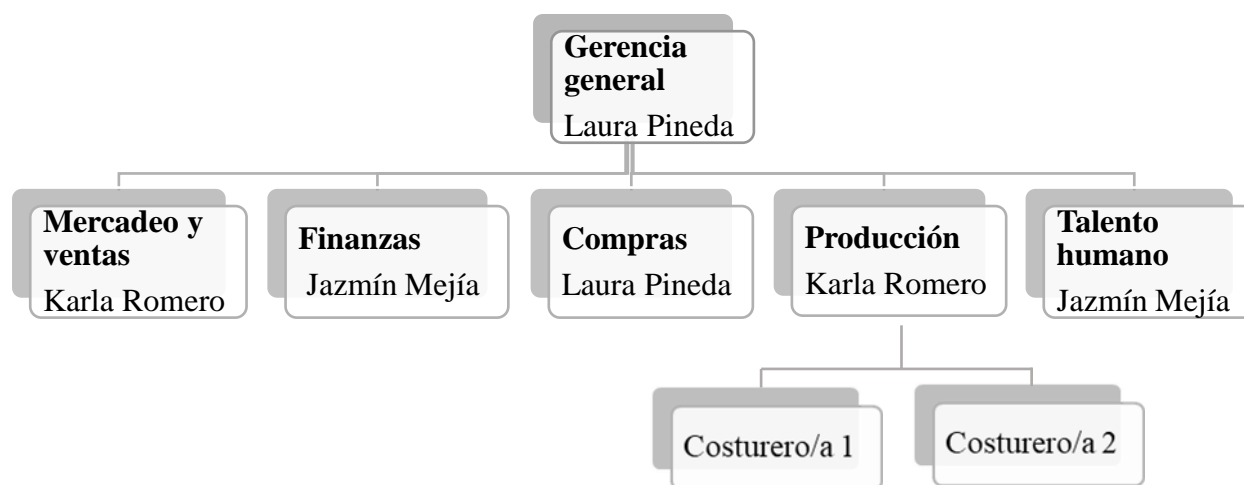 Gerencia
general
Laura Pineda
Mercadeo y
ventas
Karla Romero
Finanzas
Jazmín Mejía
Compras
Laura Pineda
Producción
Karla Romero
Talento
humano
Jazmín Mejía
Costurero/a 1
Costurero/a 2